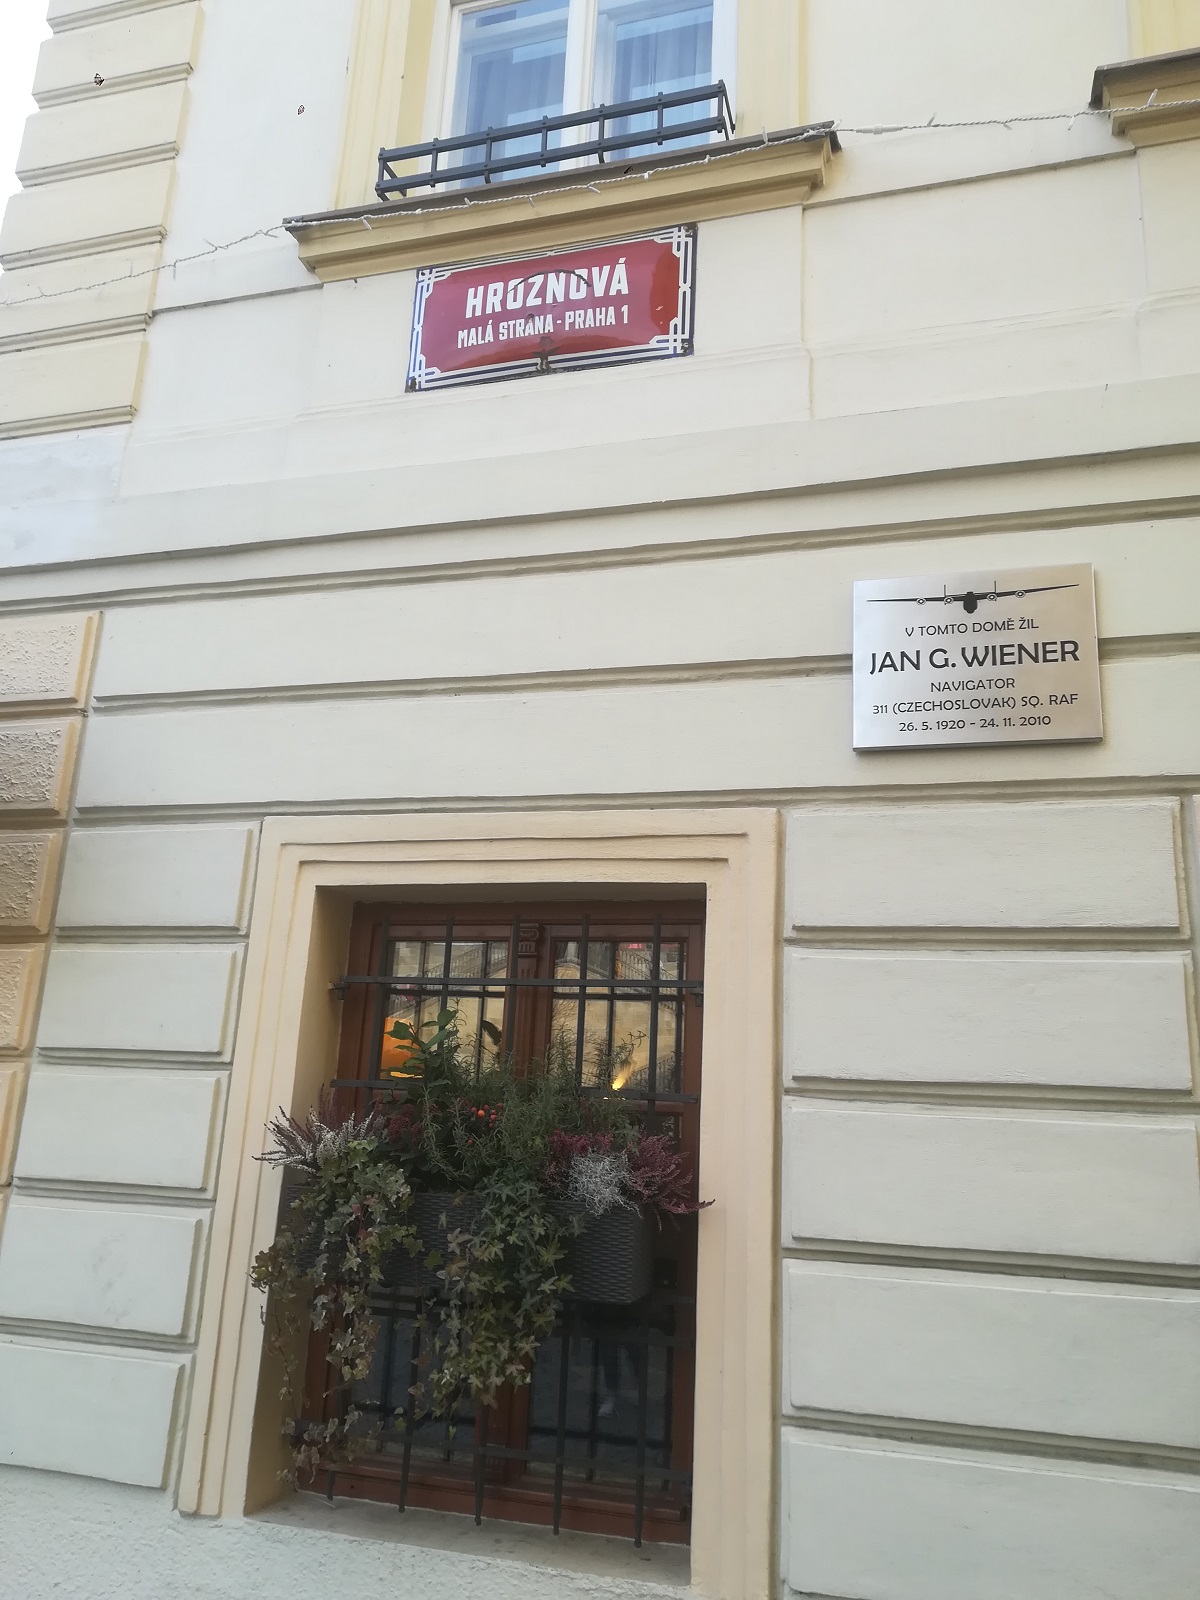 HROZNOVÁ
MALÁ STRANA - PRAHA 1
V TOMTO DOMĚ ŽIL
JAN G. WIENER
NAVIGATOR
311 (CZECHOSLOVAK) SQ. RAF
26. 5. 1920 - 24. 11. 2010